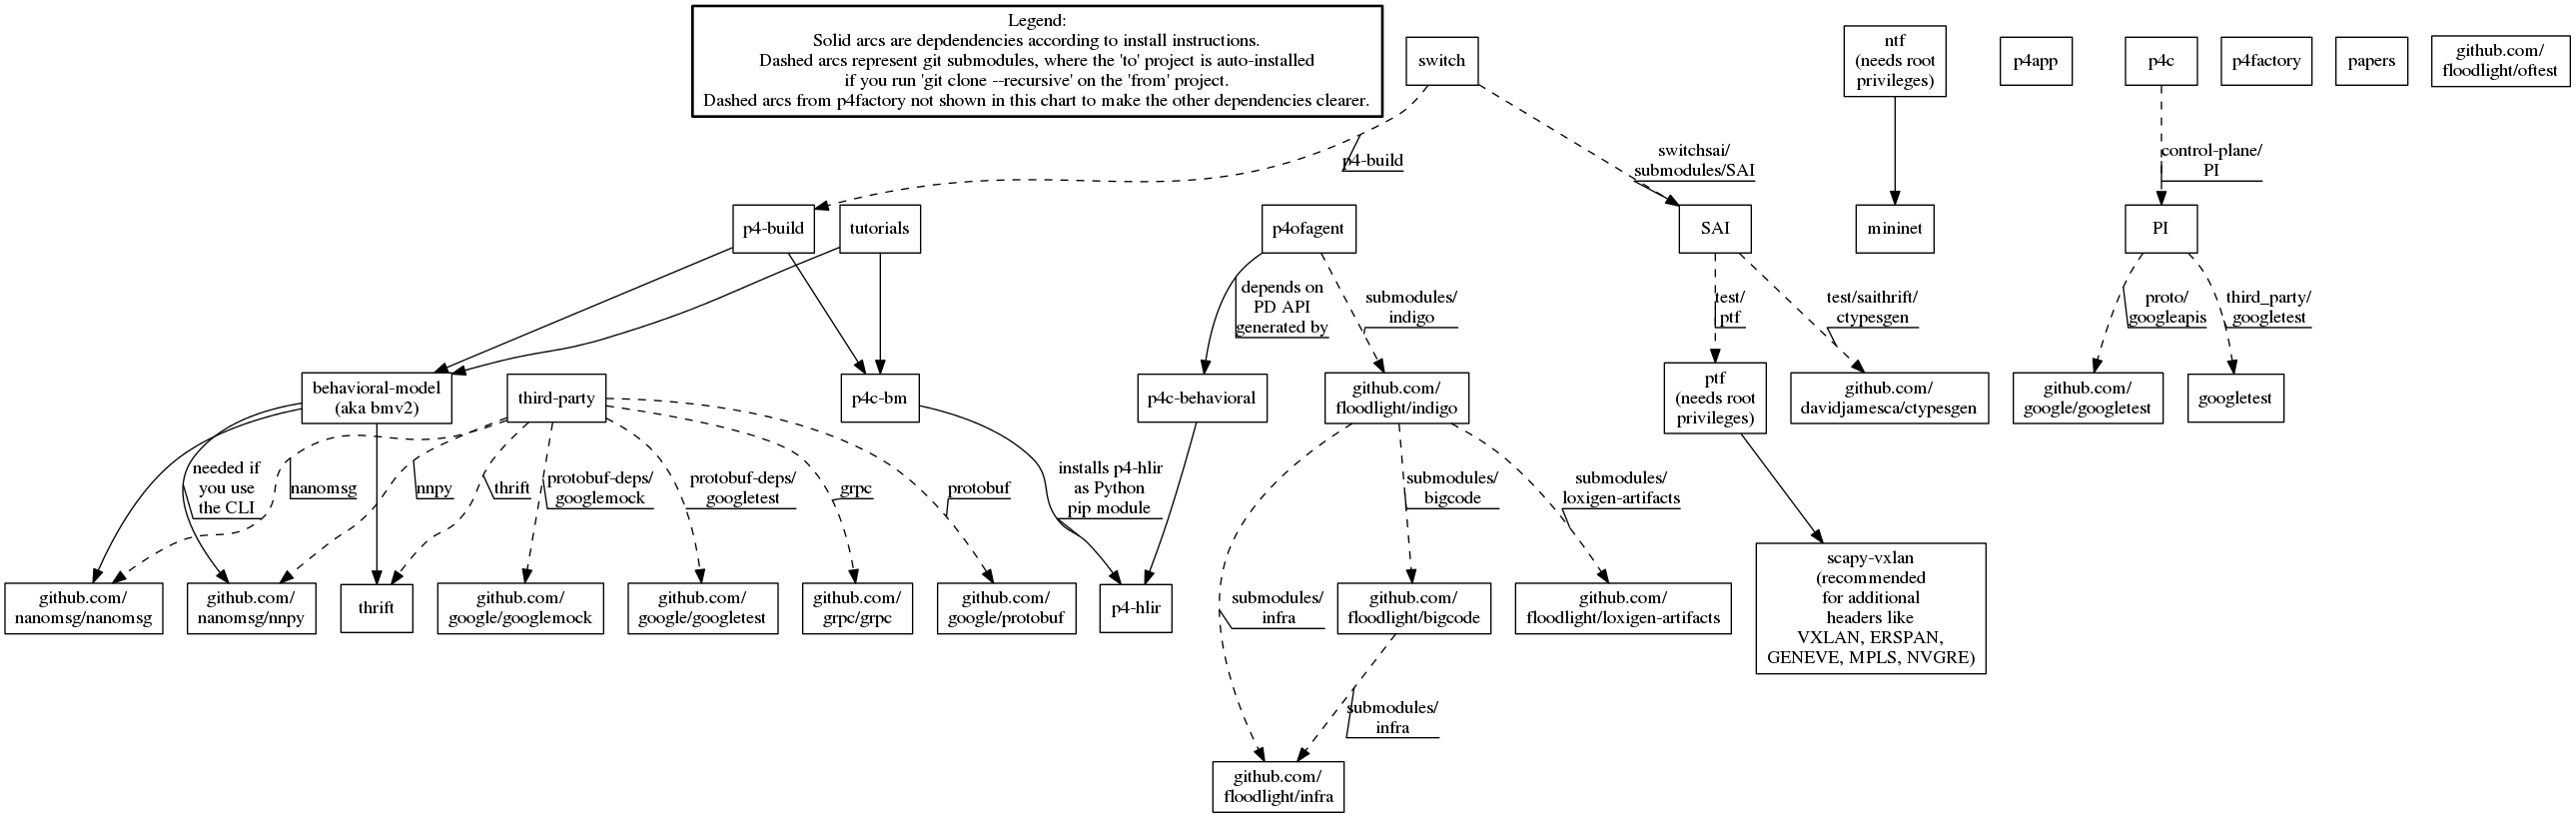 Legend:
Solid arcs are depdendencies according to install instructions.
Dashed arcs represent git submodules, where the 'to' project is auto-installed
if you run 'git clone --recursive' on the 'from' project.
Dashed arcs from p4factory not shown in this chart to make the other dependencies clearer.
switch
ntf
(needs root
privileges)
p4app
p4c
p4factory
papers
github.com/
floodlight/oftest
p4-build
switchsai/
submodules/SAI
control-plane/
PI
p4-build
tutorials
p4ofagent
SAI
mininet
PI
depends on
PD API
generated by
submodules/
indigo
test/
ptf
test/saithrift/
ctypesgen
proto/
googleapis
third_party/
googletest
behavioral-model
(aka bmv2)
third-party
p4c-bm
p4c-behavioral
github.com/
floodlight/indigo
ptf
(needs root
privileges)
github.com/
davidjamesca/ctypesgen
github.com/
google/googletest
googletest
needed if
you use
the CLI
nanomsg
nnpy
thrift
protobuf-deps/
googlemock
protobuf-deps/
googletest
grpc
protobuf
installs p4-hlir
as Python
pip module
submodules/
bigcode
submodules/
loxigen-artifacts
github.com/
nanomsg/nanomsg
github.com/
nanomsg/nnpy
thrift
github.com/
google/googlemock
github.com/
google/googletest
github.com/
grpc/grpc
github.com/
google/protobuf
p4-hlir
submodules/
infra
github.com/
floodlight/bigcode
github.com/
floodlight/loxigen-artifacts
scapy-vxlan
(recommended
for additional
headers like
VXLAN, ERSPAN,
GENEVE, MPLS, NVGRE)
submodules/
infra
github.com/
floodlight/infra